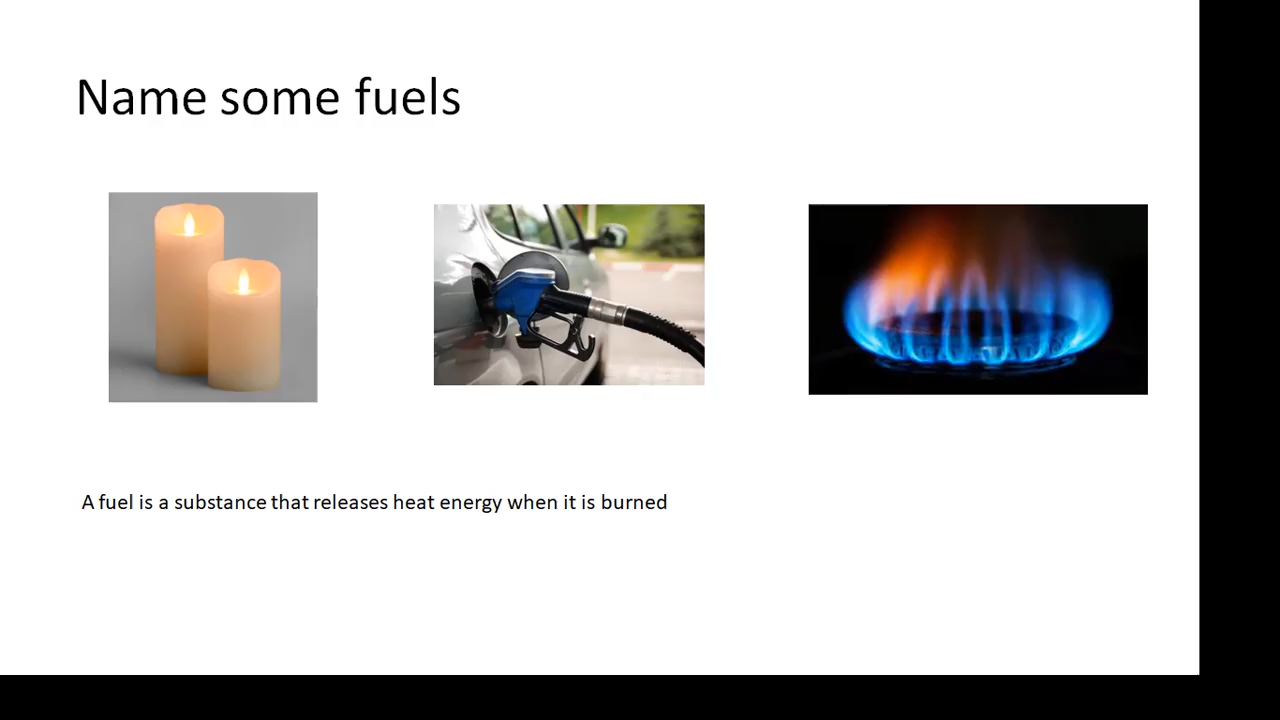 Name some fuels
A fuel is a substance that releases heat energy when it is burned